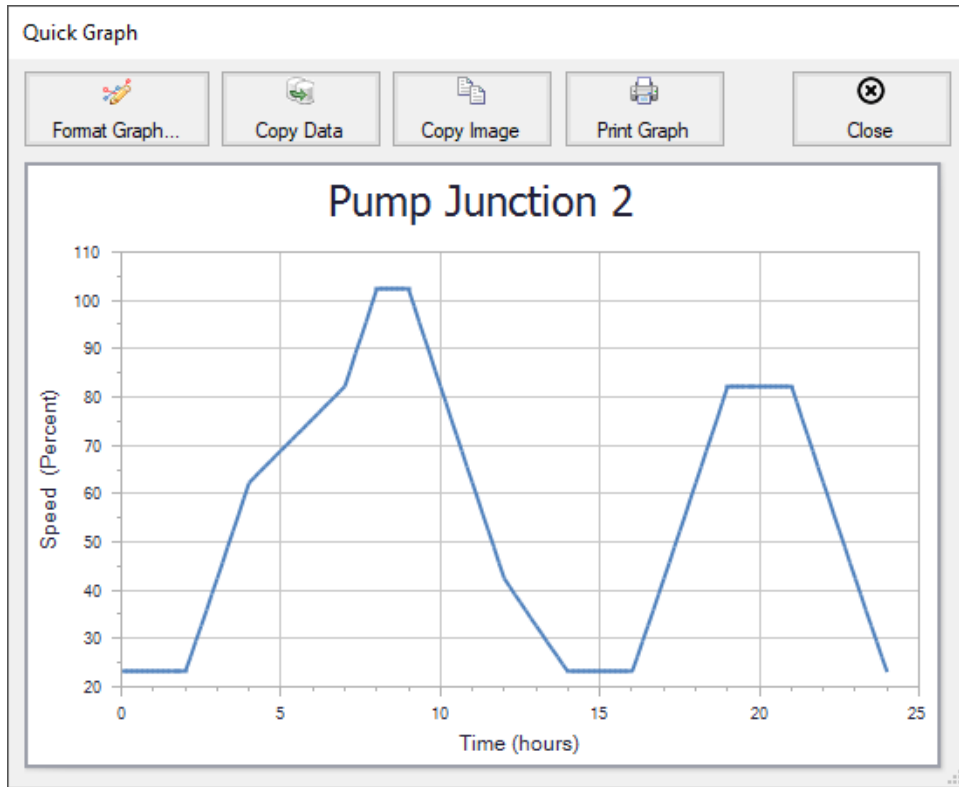 Quick Graph
Format Graph... Copy Data Copy Image Print Graph Close
Pump Junction 2
110
100
90
80
70
60
50
40
30
20
Speed (Percent)
0 5 10 15 20 25
Time (hours)